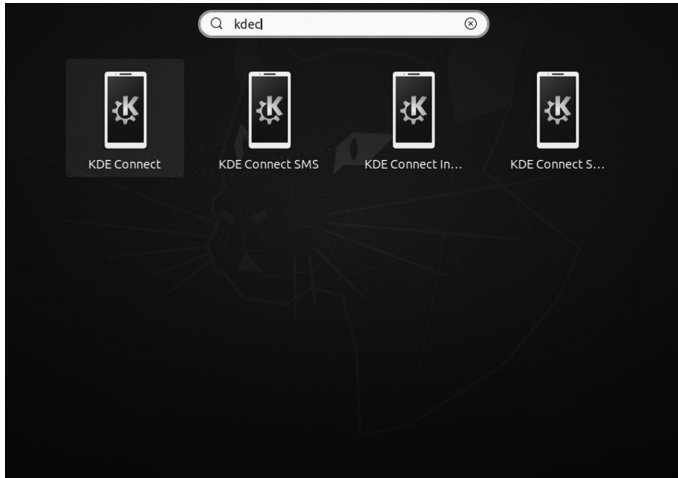 kdec
KDE Connect
KDE Connect SMS
KDE Connect In...
KDE Connect S...